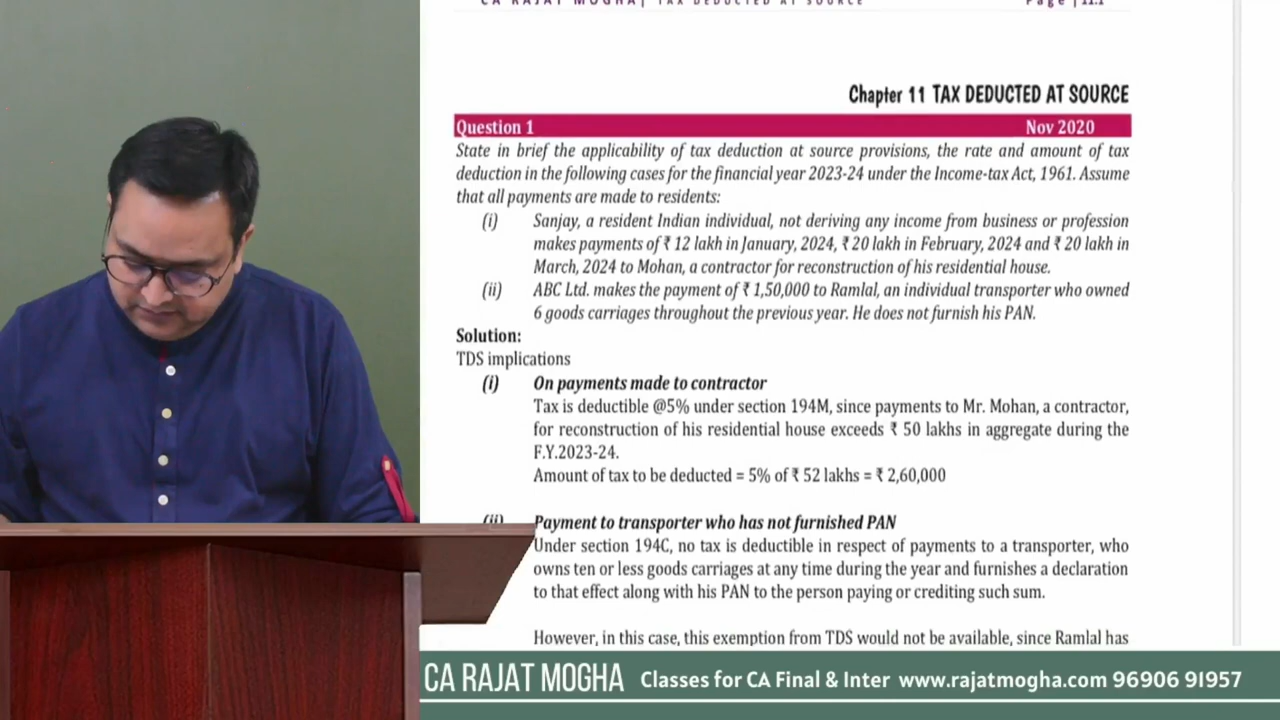 CA RAJAT MOGHA| TAX DEDUCTED AT SOURCE Page |11.1
Chapter 11 TAX DEDUCTED AT SOURCE
Question 1 Nov 2020
State in brief the applicability of tax deduction at source provisions, the rate and amount of tax
deduction in the following cases for the financial year 2023-24 under the Income-tax Act, 1961. Assume
that all payments are made to residents:
(i) Sanjay, a resident Indian individual, not deriving any income from business or profession
makes payments of ₹ 12 lakh in January, 2024, ₹ 20 lakh in February, 2024 and ₹ 20 lakh in
March, 2024 to Mohan, a contractor for reconstruction of his residential house.
(ii) ABC Ltd. makes the payment of ₹ 1,50,000 to Ramlal, an individual transporter who owned
6 goods carriages throughout the previous year. He does not furnish his PAN.
Solution:
TDS implications
(i) On payments made to contractor
Tax is deductible @5% under section 194M, since payments to Mr. Mohan, a contractor,
for reconstruction of his residential house exceeds ₹ 50 lakhs in aggregate during the
F.Y.2023-24.
Amount of tax to be deducted = 5% of ₹ 52 lakhs = ₹ 2,60,000
(ii) Payment to transporter who has not furnished PAN
Under section 194C, no tax is deductible in respect of payments to a transporter, who
owns ten or less goods carriages at any time during the year and furnishes a declaration
to that effect along with his PAN to the person paying or crediting such sum.
However, in this case, this exemption from TDS would not be available, since Ramlal has
CA RAJAT MOGHA Classes for CA Final & Inter www.rajatmogha.com 96906 91957